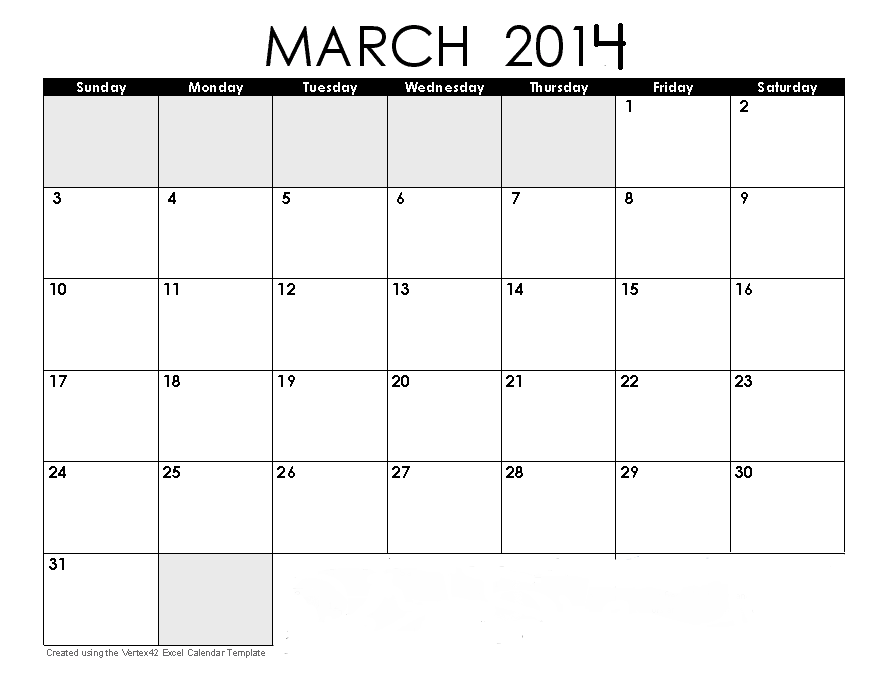 MARCH 2014
Sunday Monday Tuesday Wednesday Thursday Friday Saturday
1 2
3 4 5 6 7 8 9
10 11 12 13 14 15 16
17 18 19 20 21 22 23
24 25 26 27 28 29 30
31
Created using the Vertex42 Excel Calendar Template